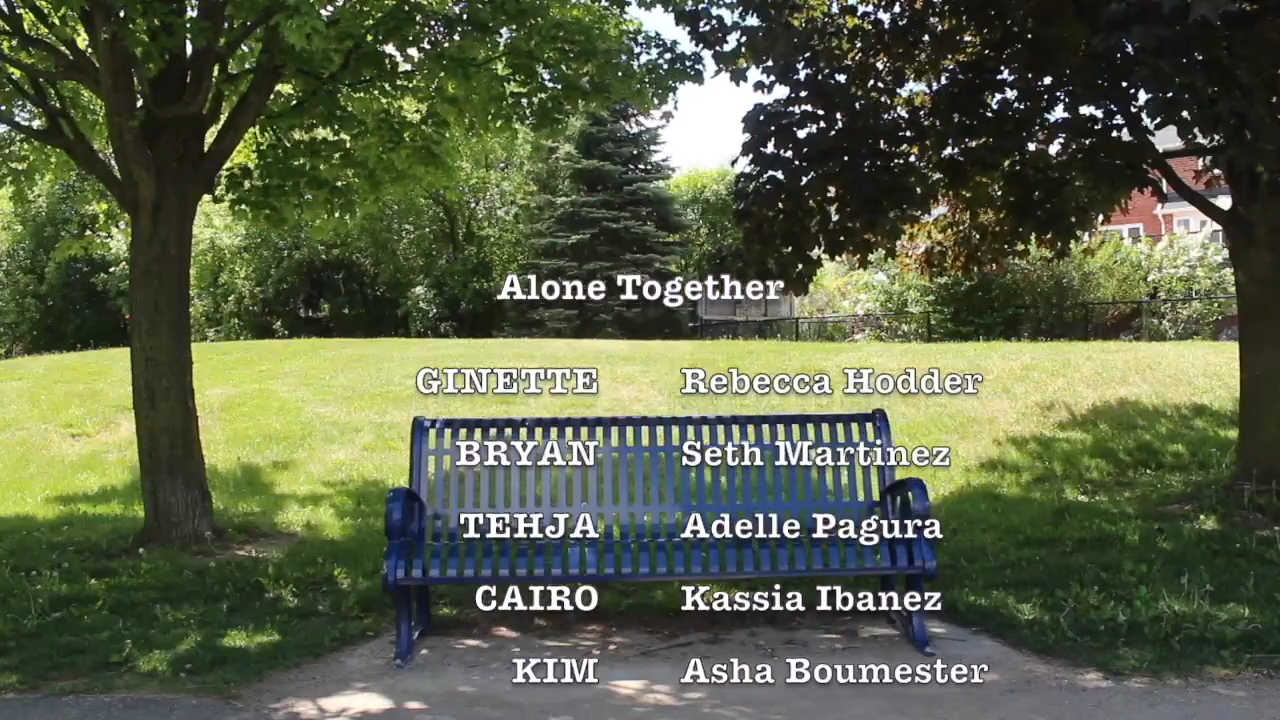 Alone Together
GINETTE Rebecca Hodder
BRYAN Seth Martinez
TEHJA Adelle Pagura
CAIRO Kassia Ibanez
KIM Asha Boumester